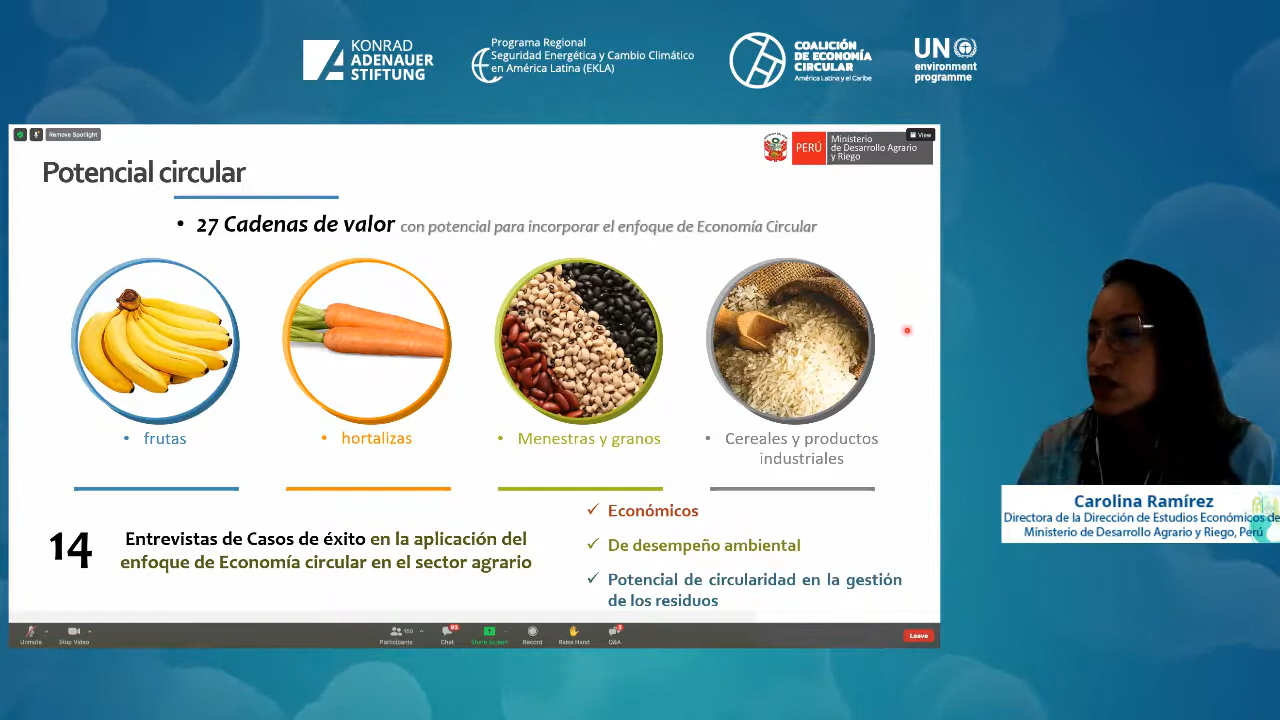 KONRAD
ADENAUER
STIFTUNG
Programa Regional
Seguridad Energética y Cambio Climático
en América Latina (EKLA)
COALICIÓN
DE ECONOMÍA
CIRCULAR
América Latina y el Caribe
UN
environment
programme
Remove Spotlight
View
PERÚ
Ministerio
de Desarrollo Agrario
y Riego
Potencial circular
• 27 Cadenas de valor con potencial para incorporar el enfoque de Economía Circular
• frutas
• hortalizas
• Menestras y granos
• Cereales y productos
industriales
14
Entrevistas de Casos de éxito en la aplicación del
enfoque de Economía circular en el sector agrario
✓ Económicos
✓ De desempeño ambiental
✓ Potencial de circularidad en la gestión
de los residuos
Carolina Ramírez
Directora de la Dirección de Estudios Económicos de
Ministerio de Desarrollo Agrario y Riego, Perú
Unmute
Stop Video
150
Participants
Chat
Share Screen
Record
Raise Hand
Q&A
Leave